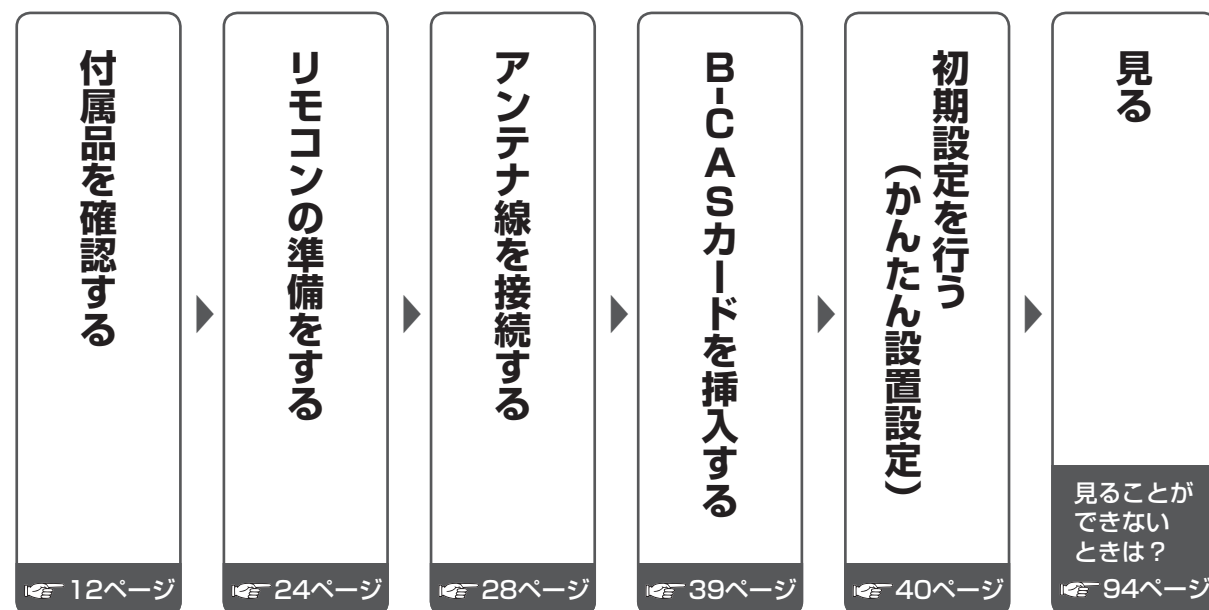 付属品を確認する
12ページ
リモコンの準備をする
24ページ
アンテナ線を接続する
28ページ
B-CASカードを挿入する
39ページ
初期設定を行う
(かんたん設置設定)
40ページ
見る
見ることが
できない
ときは?
94ページ